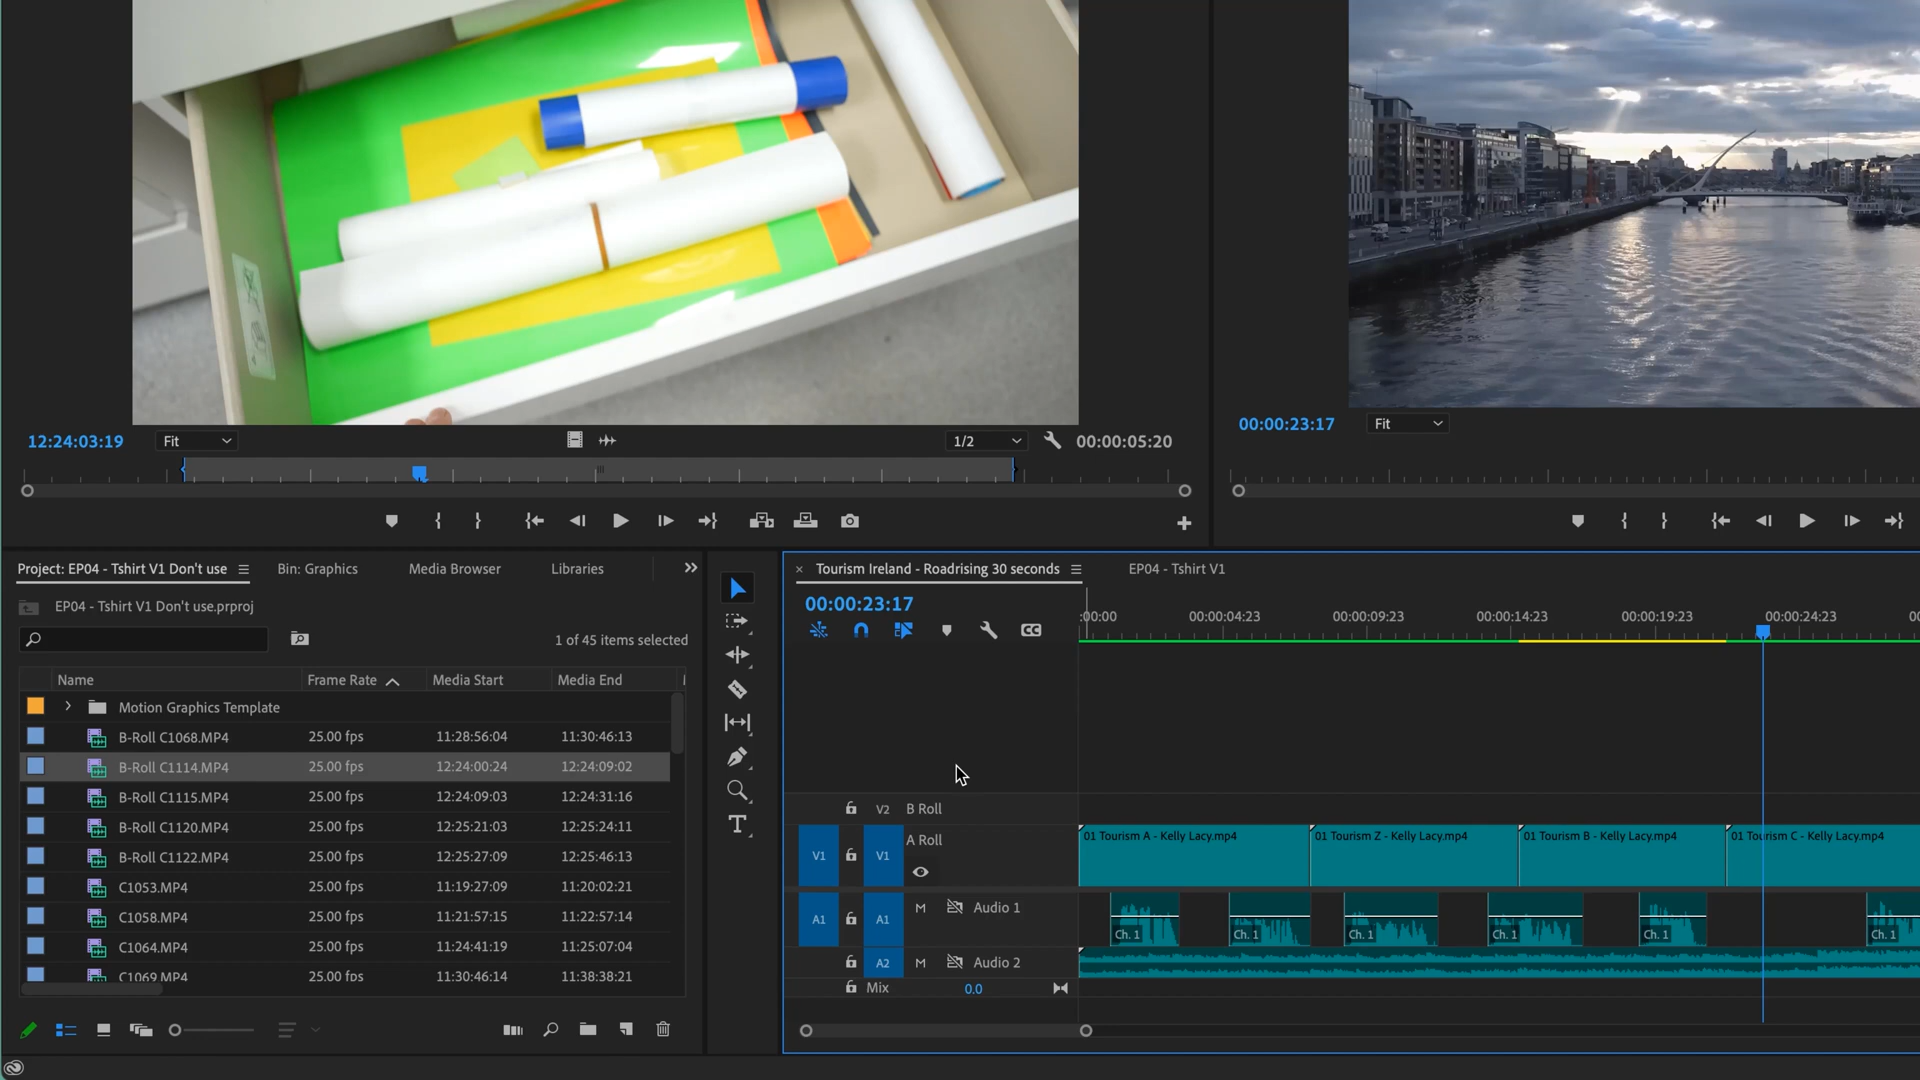 12:24:03:19 Fit 1/2 00:00:05:20
00:00:23:17 Fit
Project: EP04 - Tshirt V1 Don't use Bin: Graphics Media Browser Libraries
EP04 - Tshirt V1 Don't use.prproj
1 of 45 items selected
Name Frame Rate Media Start Media End
Motion Graphics Template
B-Roll C1068.MP4 25.00 fps 11:28:56:04 11:30:46:13
B-Roll C1114.MP4 25.00 fps 12:24:00:24 12:24:09:02
B-Roll C1115.MP4 25.00 fps 12:24:09:03 12:24:31:16
B-Roll C1120.MP4 25.00 fps 12:25:21:03 12:25:24:11
B-Roll C1122.MP4 25.00 fps 12:25:27:09 12:25:46:13
C1053.MP4 25.00 fps 11:19:27:09 11:20:02:21
C1058.MP4 25.00 fps 11:21:57:15 11:22:57:14
C1064.MP4 25.00 fps 11:24:41:19 11:25:07:04
C1069.MP4 25.00 fps 11:30:46:14 11:38:38:21
Tourism Ireland - Roadrising 30 seconds EP04 - Tshirt V1
00:00:23:17
:00:00 00:00:04:23 00:00:09:23 00:00:14:23 00:00:19:23 00:00:24:23 00
CC
V2 B Roll
V1 V1 A Roll
01 Tourism A - Kelly Lacy.mp4 01 Tourism Z - Kelly Lacy.mp4 01 Tourism B - Kelly Lacy.mp4 01 Tourism C - Kelly Lacy.mp4
A1 A1 M Audio 1
Ch. 1 Ch. 1 Ch. 1 Ch. 1 Ch. 1 Ch. 1
A2 M Audio 2
Mix 0.0